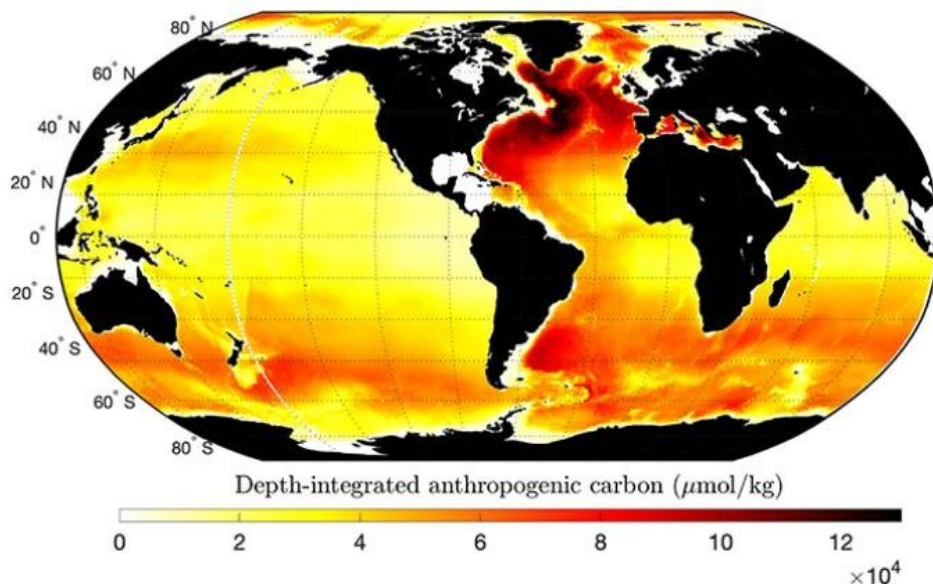 80° N
60° N
40° N
20° N
0°
20° S
40° S
60° S
80° S
Depth-integrated anthropogenic carbon (μmol/kg)
0 2 4 6 8 10 12
×10⁴